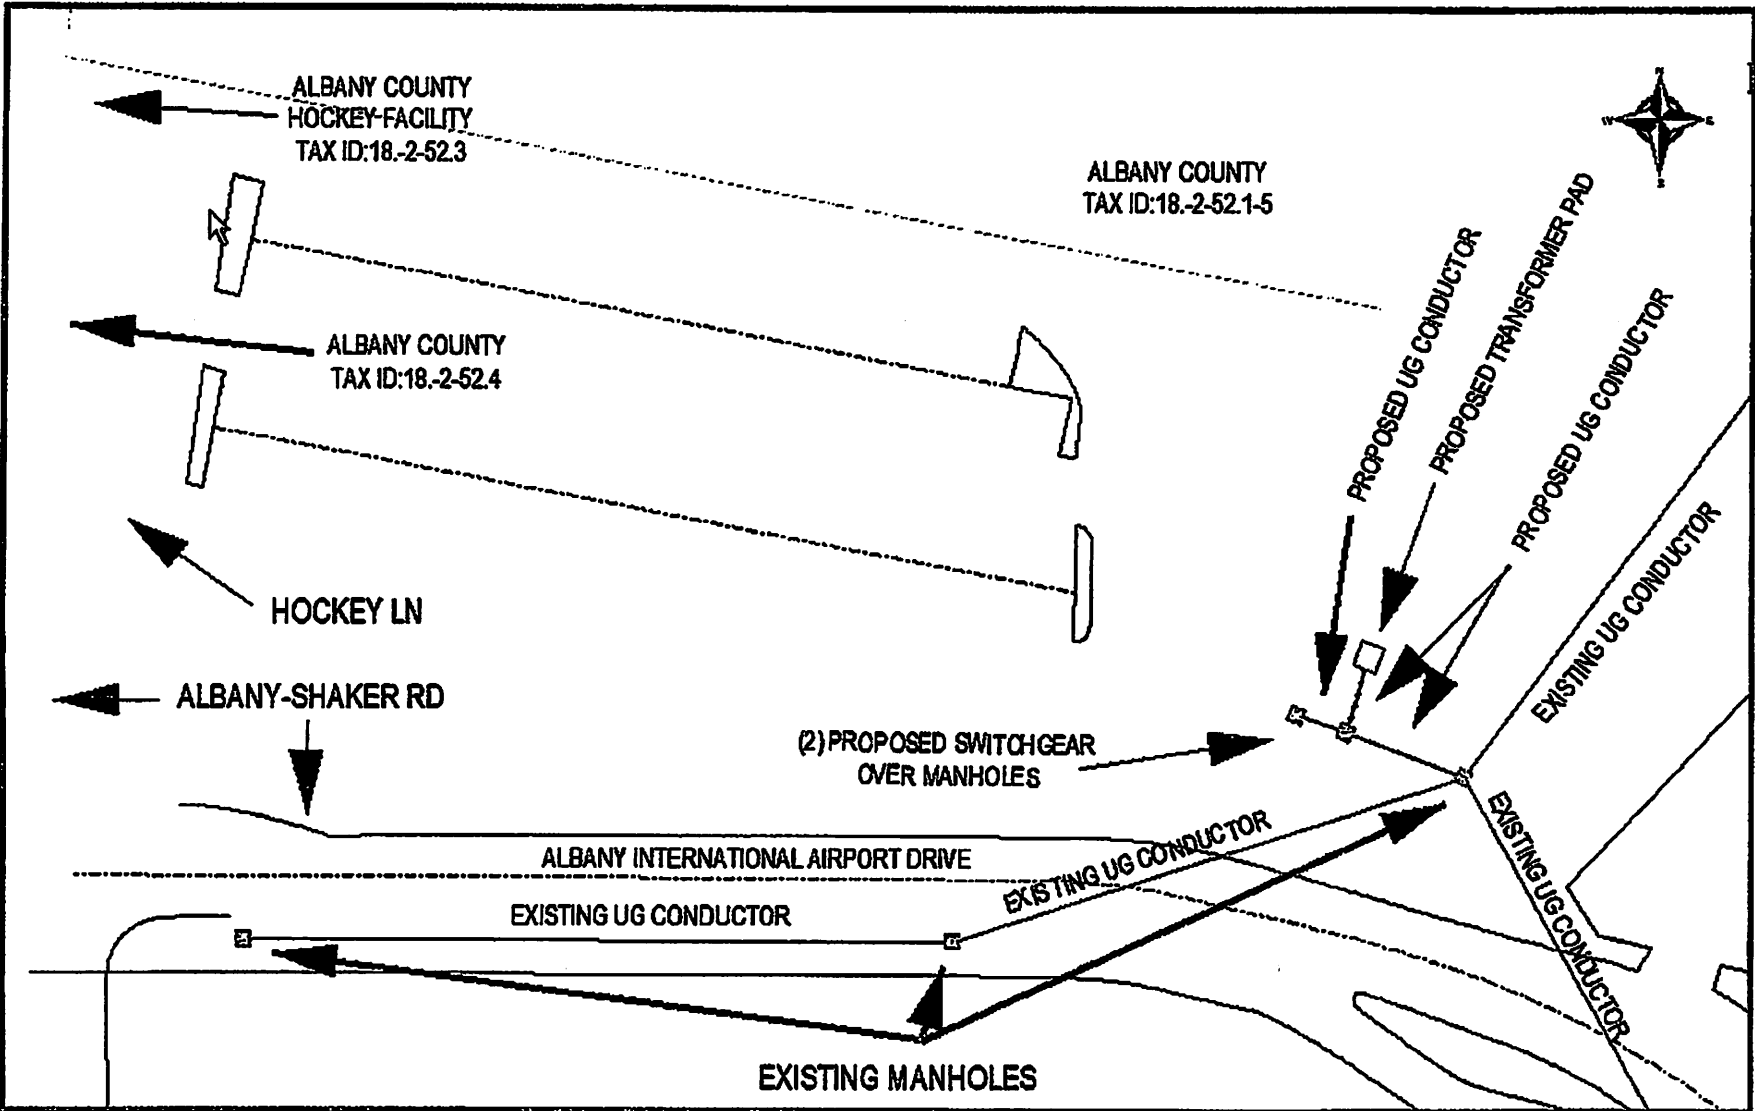 ALBANY COUNTY
HOCKEY FACILITY
TAX ID:18.-2-52.3
N
W
E
S
ALBANY COUNTY
TAX ID:18.-2-52.1-5
ALBANY COUNTY
TAX ID:18.-2-52.4
PROPOSED UG CONDUCTOR
PROPOSED TRANSFORMER PAD
PROPOSED UG CONDUCTOR
EXISTING UG CONDUCTOR
HOCKEY LN
ALBANY-SHAKER RD
(2) PROPOSED SWITCHGEAR
OVER MANHOLES
EXISTING UG CONDUCTOR
EXISTING UG CONDUCTOR
ALBANY INTERNATIONAL AIRPORT DRIVE
EXISTING UG CONDUCTOR
EXISTING MANHOLES